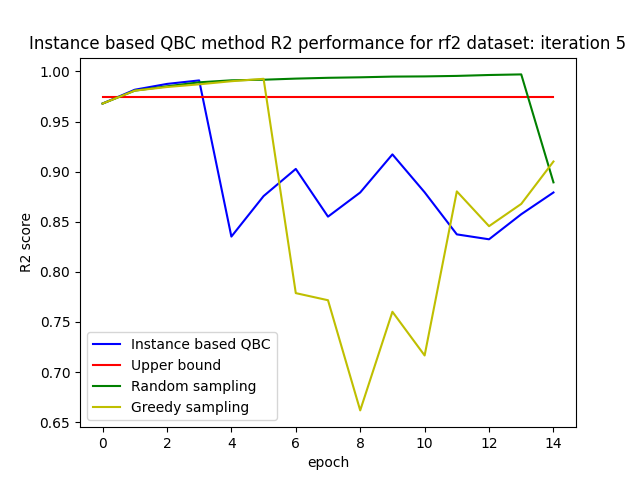 Instance based QBC method R2 performance for rf2 dataset: iteration 5
1.00
0.95
0.90
0.85
0.80
0.75
0.70
0.65
R2 score
Instance based QBC
Upper bound
Random sampling
Greedy sampling
0 2 4 6 8 10 12 14
epoch